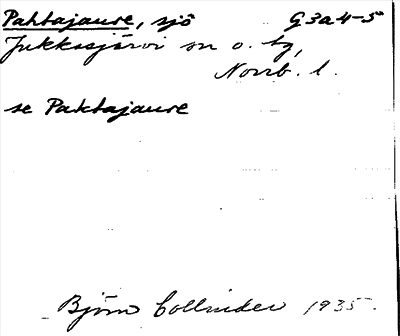 Pahtajaure, sjö G3a4-5
Jukkasjärvi sn o. tg,
Norrb. l.
se Paktajaure
Björn Collinder 1935.